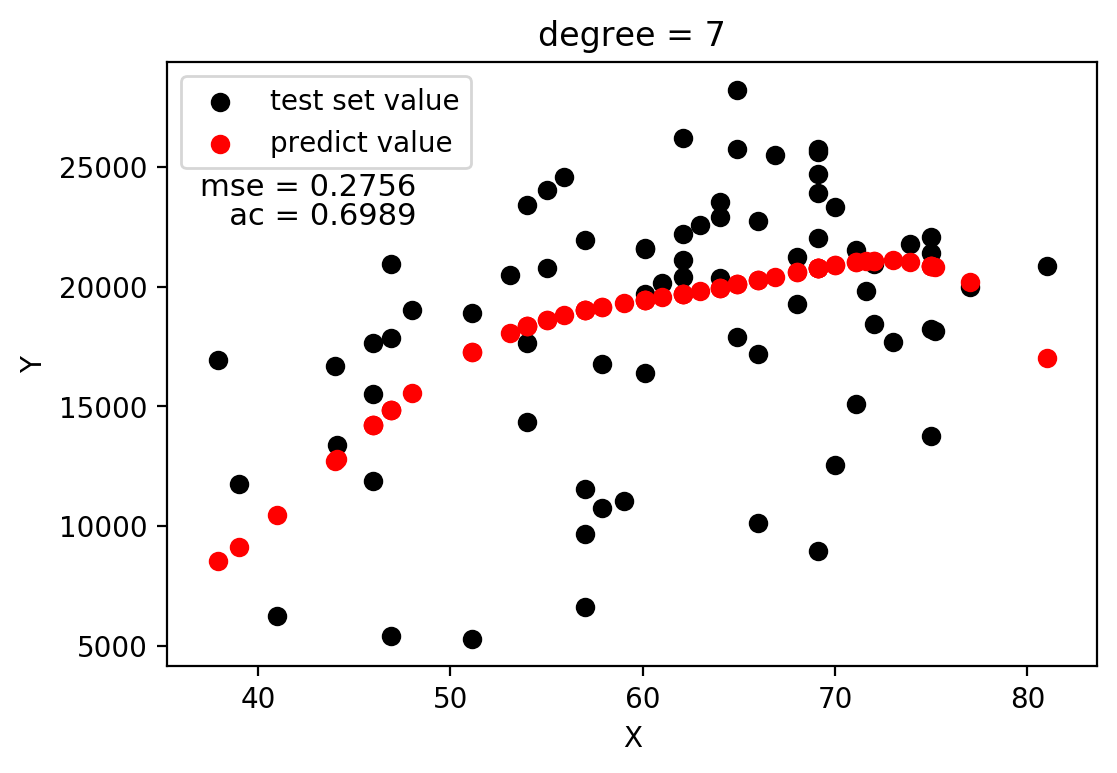 degree = 7
test set value
predict value
mse = 0.2756
ac = 0.6989
25000
20000
15000
10000
5000
Y
40 50 60 70 80
X